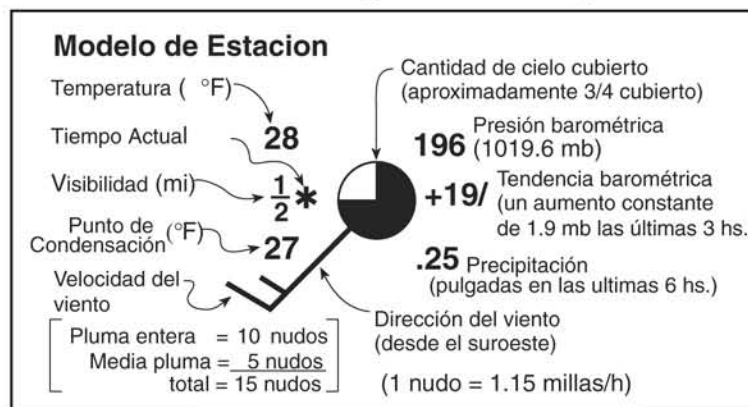 Modelo de Estacion
Temperatura ( °F)
28
Tiempo Actual
Visibilidad (mi)
1/2 *
Punto de
Condensación (°F)
27
Velocidad del
viento
Pluma entera = 10 nudos
Media pluma = 5 nudos
total = 15 nudos
Cantidad de cielo cubierto
(aproximadamente 3/4 cubierto)
196 Presión barométrica
(1019.6 mb)
+19/ Tendencia barométrica
(un aumento constante
de 1.9 mb las últimas 3 hs.
.25 Precipitación
(pulgadas en las ultimas 6 hs.)
Dirección del viento
(desde el suroeste)
(1 nudo = 1.15 millas/h)